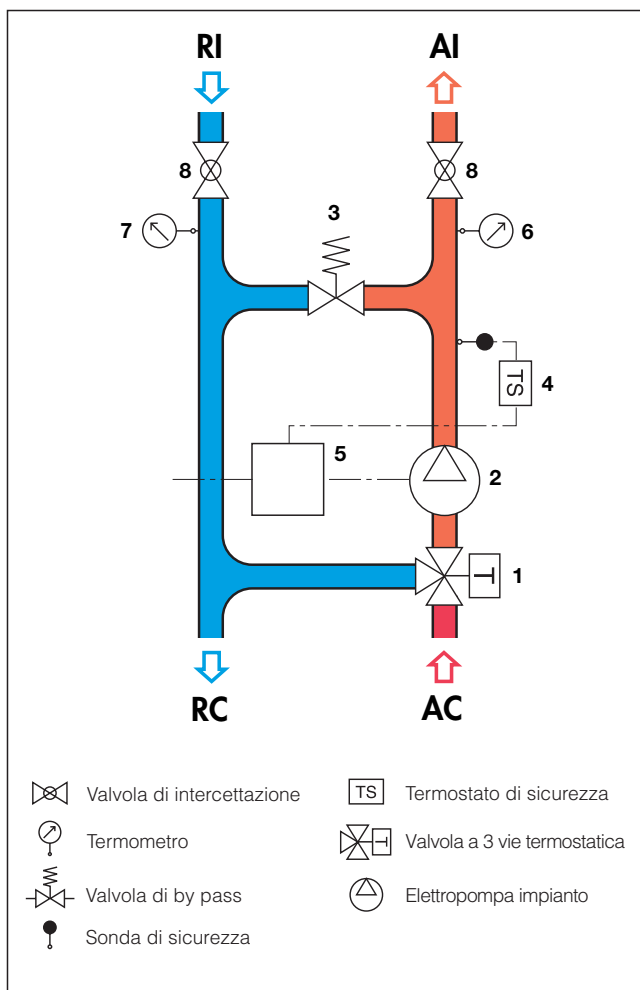 RI AI
8 8
3
7 6
TS 4
5
2
T 1
RC AC
Valvola di intercettazione
TS Termostato di sicurezza
Termometro
T Valvola a 3 vie termostatica
Valvola di by pass
Elettropompa impianto
Sonda di sicurezza